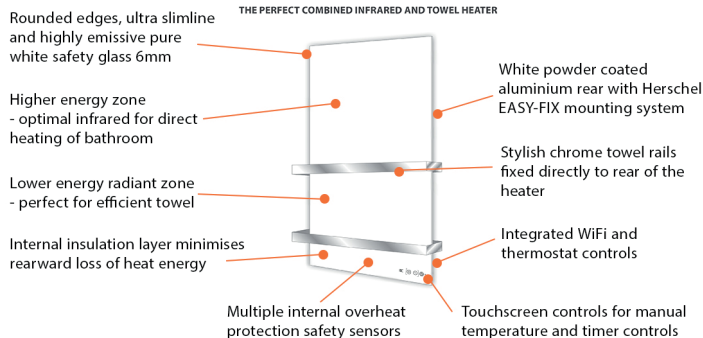 THE PERFECT COMBINED INFRARED AND TOWEL HEATER
Rounded edges, ultra slimline
and highly emissive pure
white safety glass 6mm
Higher energy zone
- optimal infrared for direct
heating of bathroom
Lower energy radiant zone
- perfect for efficient towel
Internal insulation layer minimises
rearward loss of heat energy
Multiple internal overheat
protection safety sensors
White powder coated
aluminium rear with Herschel
EASY-FIX mounting system
Stylish chrome towel rails
fixed directly to rear of the
heater
Integrated WiFi and
thermostat controls
Touchscreen controls for manual
temperature and timer controls